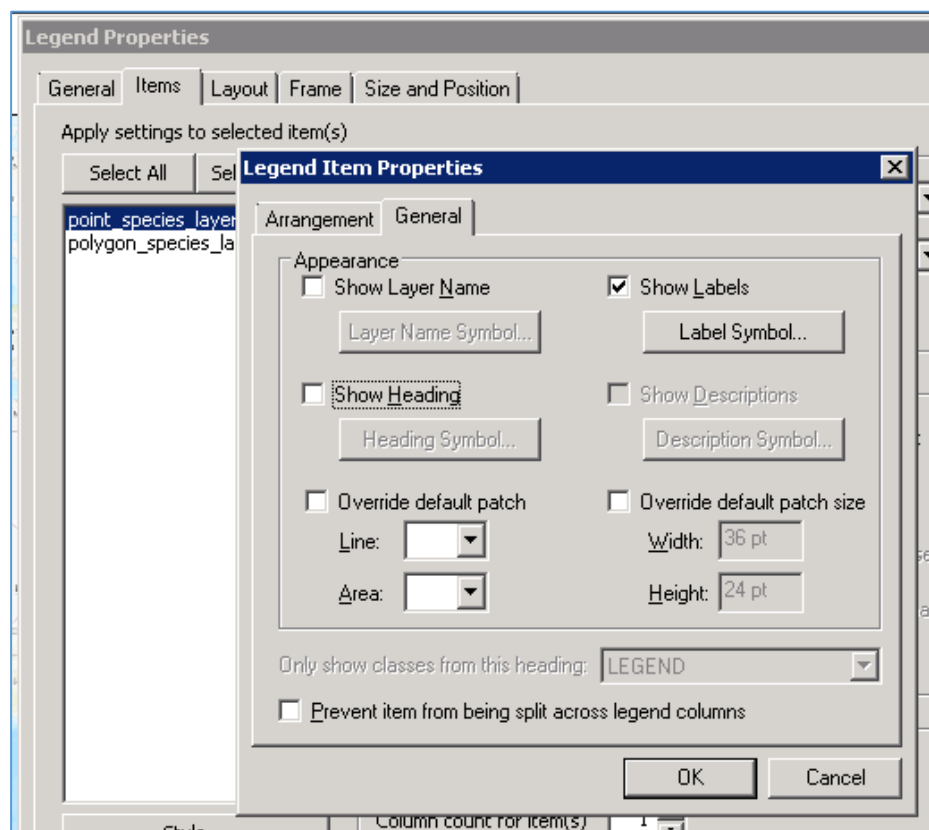 Legend Properties
General Items Layout Frame Size and Position
Apply settings to selected item(s)
Select All
Legend Item Properties
point_species_layer
polygon_species_la
Arrangement General
Appearance
Show Layer Name Show Labels
Layer Name Symbol... Label Symbol...
Show Heading Show Descriptions
Heading Symbol... Description Symbol...
Override default patch Override default patch size
Line: Width: 36 pt
Area: Height: 24 pt
Only show classes from this heading: LEGEND
Prevent item from being split across legend columns
OK Cancel
Style
Column count for item(s) 1